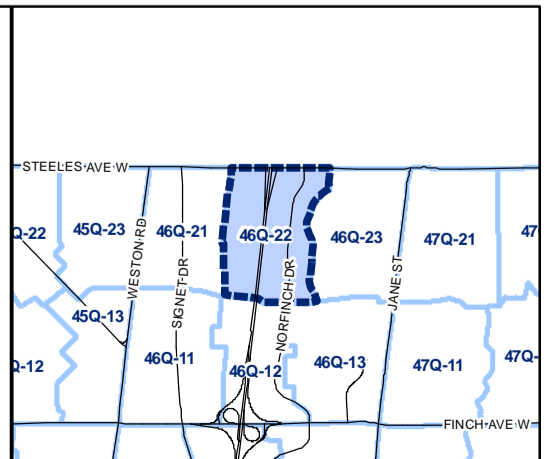 STEELES AVE W
Q-22
45Q-23
46Q-21
46Q-22
46Q-23
47Q-21
47
WESTON RD
SIGNET DR
NORFINCH DR
JANE ST
45Q-13
Q-12
46Q-11
46Q-12
46Q-13
47Q-11
47Q-
FINCH AVE W